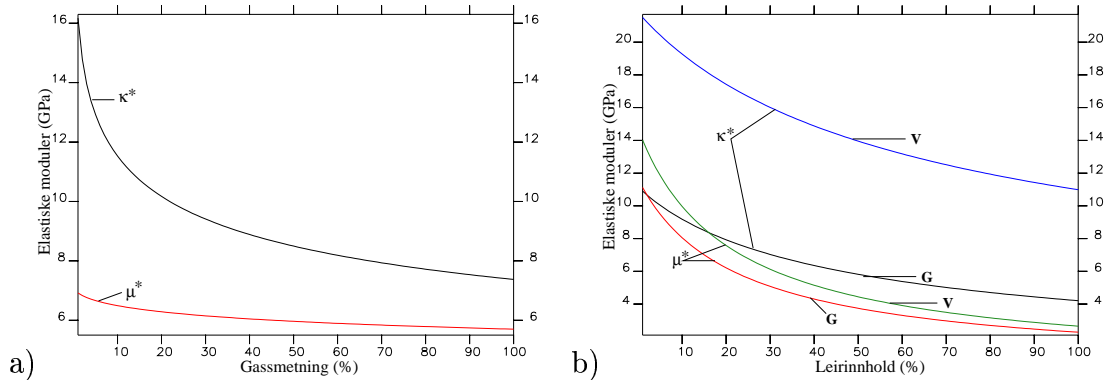 16 16
14 14
12 12
10 10
8 8
6 6
Elastiske moduler (GPa)
κ*
μ*
10 20 30 40 50 60 70 80 90 100
Gassmetning (%)
a)
20 20
18 18
16 16
14 14
12 12
10 10
8 8
6 6
4 4
Elastiske moduler (GPa)
κ*
V
μ*
G
V
G
10 20 30 40 50 60 70 80 90 100
Leirinnhold (%)
b)